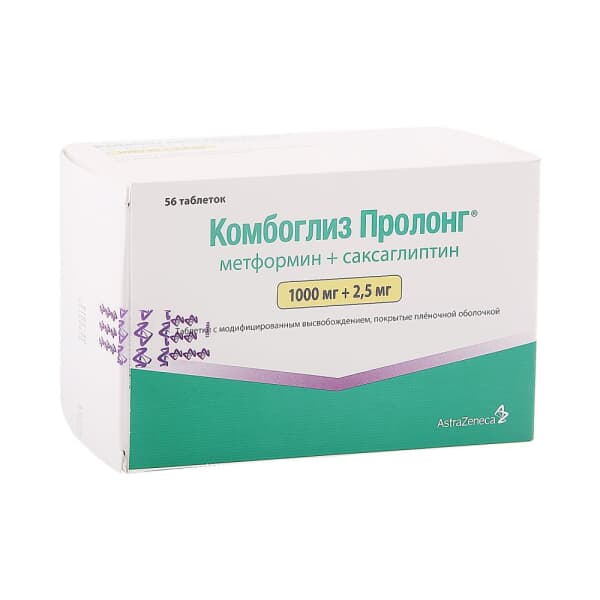 56 таблеток
Комбоглиз Пролонг®
метформин + саксаглиптин
1000 мг + 2,5 мг
Таблетки с модифицированным высвобождением, покрытые плёночной оболочкой
AstraZeneca